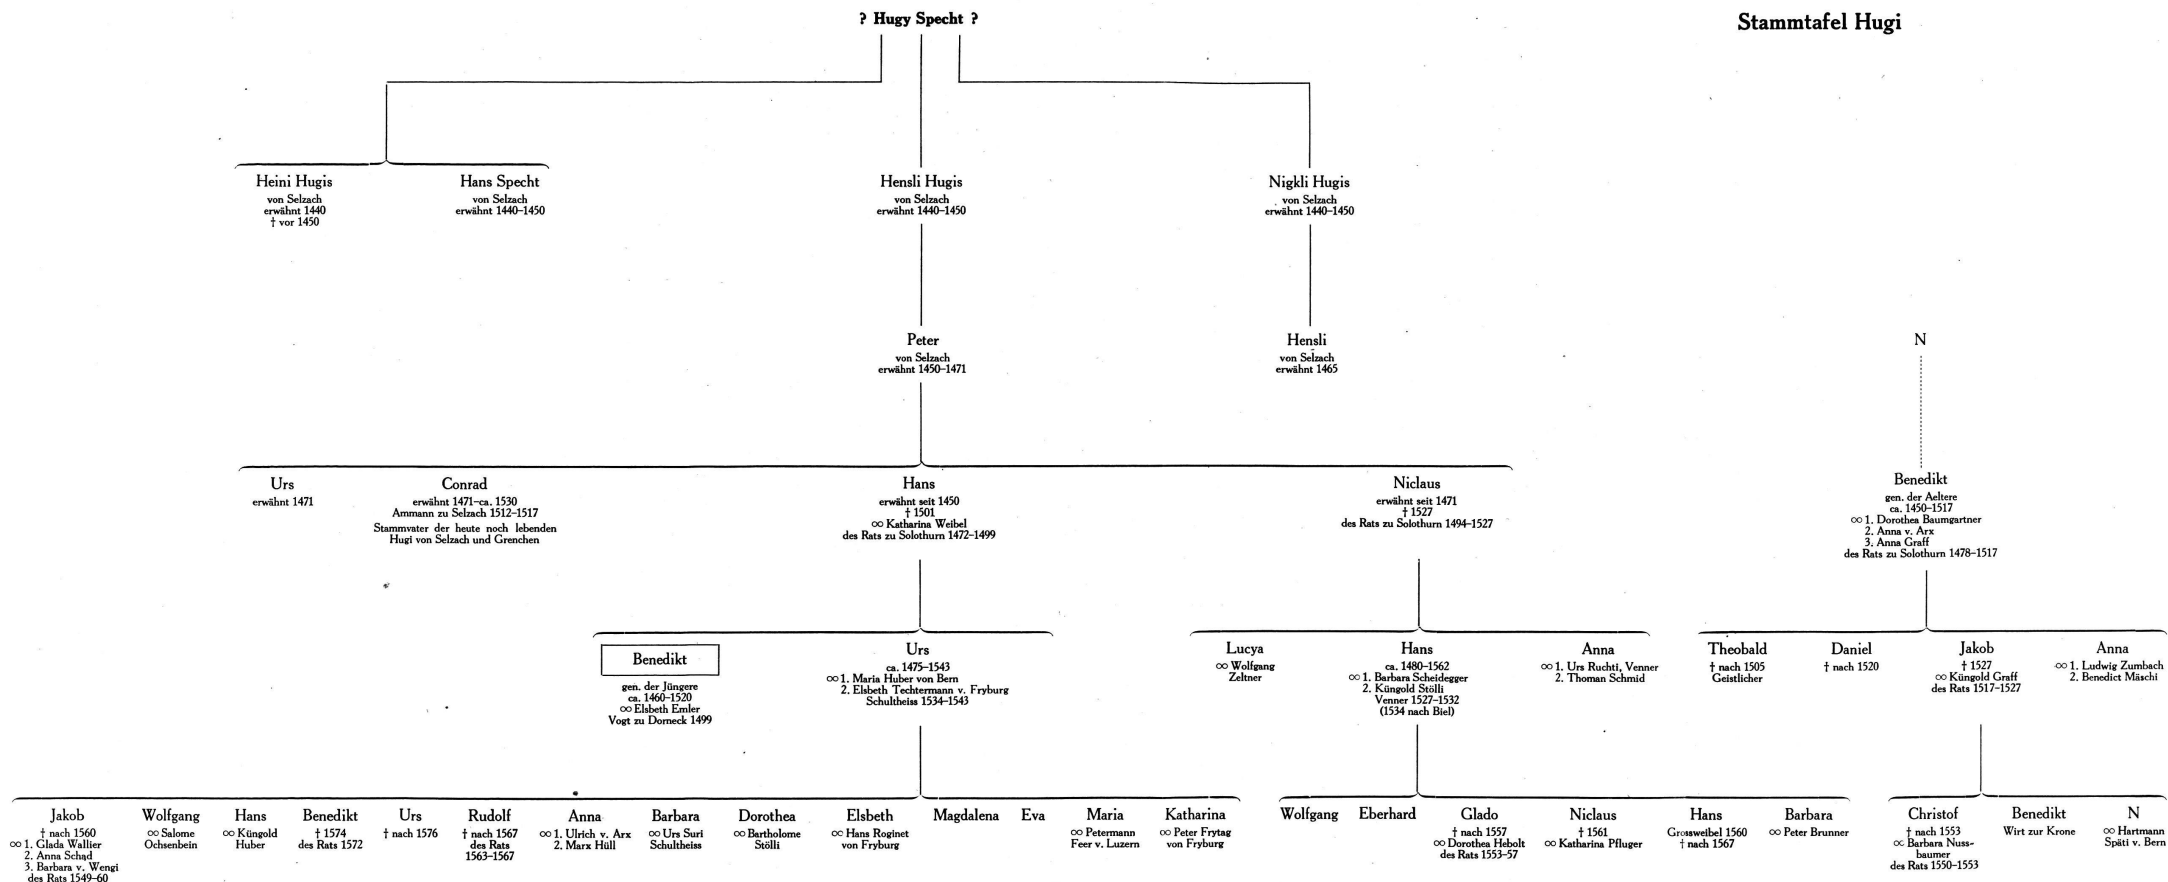 ? Hugy Specht ?
Stammtafel Hugi
Heini Hugis
von Selzach
erwähnt 1440
† vor 1450
Hans Specht
von Selzach
erwähnt 1440–1450
Hensli Hugis
von Selzach
erwähnt 1440–1450
Nigkli Hugis
von Selzach
erwähnt 1440–1450
Peter
von Selzach
erwähnt 1450–1471
Hensli
von Selzach
erwähnt 1465
N
Urs
erwähnt 1471
Conrad
erwähnt 1471–ca. 1530
Ammann zu Selzach 1512–1517
Stammvater der heute noch lebenden
Hugi von Selzach und Grenchen
Hans
erwähnt seit 1450
† 1501
∞ Katharina Weibel
des Rats zu Solothurn 1472–1499
Niclaus
erwähnt seit 1471
† 1527
des Rats zu Solothurn 1494–1527
Benedikt
gen. der Aeltere
ca. 1450–1517
∞ 1. Dorothea Baumgartner
2. Anna v. Arx
3. Anna Graff
des Rats zu Solothurn 1478–1517
Benedikt
gen. der Jüngere
ca. 1460–1520
∞ Elsbeth Emler
Vogt zu Dorneck 1499
Urs
ca. 1475–1543
∞ 1. Maria Huber von Bern
2. Elsbeth Techtermann v. Fryburg
Schultheiss 1534–1543
Lucya
∞ Wolfgang
Zeltner
Hans
ca. 1480–1562
∞ 1. Barbara Scheidegger
2. Küngold Stölli
Venner 1527–1532
(1534 nach Biel)
Anna
∞ 1. Urs Ruchti, Venner
2. Thoman Schmid
Theobald
† nach 1505
Geistlicher
Daniel
† nach 1520
Jakob
† 1527
∞ Küngold Graff
des Rats 1517–1527
Anna
∞ 1. Ludwig Zumbach
2. Benedict Mäschi
Jakob
† nach 1560
∞ 1. Glada Wallier
2. Anna Schad
3. Barbara v. Wengi
des Rats 1549–60
Wolfgang
∞ Salome
Ochsenbein
Hans
∞ Küngold
Huber
Benedikt
† 1574
des Rats 1572
Urs
† nach 1576
Rudolf
† nach 1567
des Rats
1563–1567
Anna
∞ 1. Ulrich v. Arx
2. Marx Hüll
Barbara
∞ Urs Suri
Schultheiss
Dorothea
∞ Bartholome
Stölli
Elsbeth
∞ Hans Roginet
von Fryburg
Magdalena
Eva
Maria
∞ Petermann
Feer v. Luzern
Katharina
∞ Peter Frytag
von Fryburg
Wolfgang
Eberhard
Glado
† nach 1557
∞ Dorothea Hebolt
des Rats 1553–57
Niclaus
† 1561
∞ Katharina Pfluger
Hans
Grossweibel 1560
† nach 1567
Barbara
∞ Peter Brunner
Christof
† nach 1553
∞ Barbara Nuss-
baumer
des Rats 1550–1553
Benedikt
Wirt zur Krone
N
∞ Hartmann
Späti v. Bern